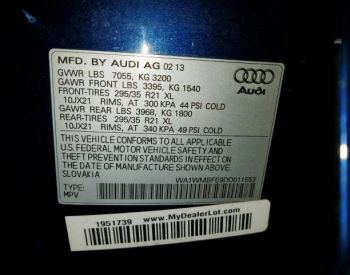 MFD. BY AUDI AG 02 13
GVWR LBS 7055, KG 3200
GAWR FRONT LBS 3395, KG 1540
FRONT-TIRES 295/35 R21 XL
10JX21 RIMS, AT 300 KPA 44 PSI COLD
GAWR REAR LBS 3968, KG 1800
REAR-TIRES 295/35 R21 XL
10JX21 RIMS, AT 340 KPA 49 PSI COLD
Audi
THIS VEHICLE CONFORMS TO ALL APPLICABLE
U.S. FEDERAL MOTOR VEHICLE SAFETY AND
THEFT PREVENTION STANDARDS IN EFFECT ON
THE DATE OF MANUFACTURE SHOWN ABOVE.
SLOVAKIA
WA1WMBFE9DD011553
TYPE:
MPV
1951739
www.
MyDealerLot.com